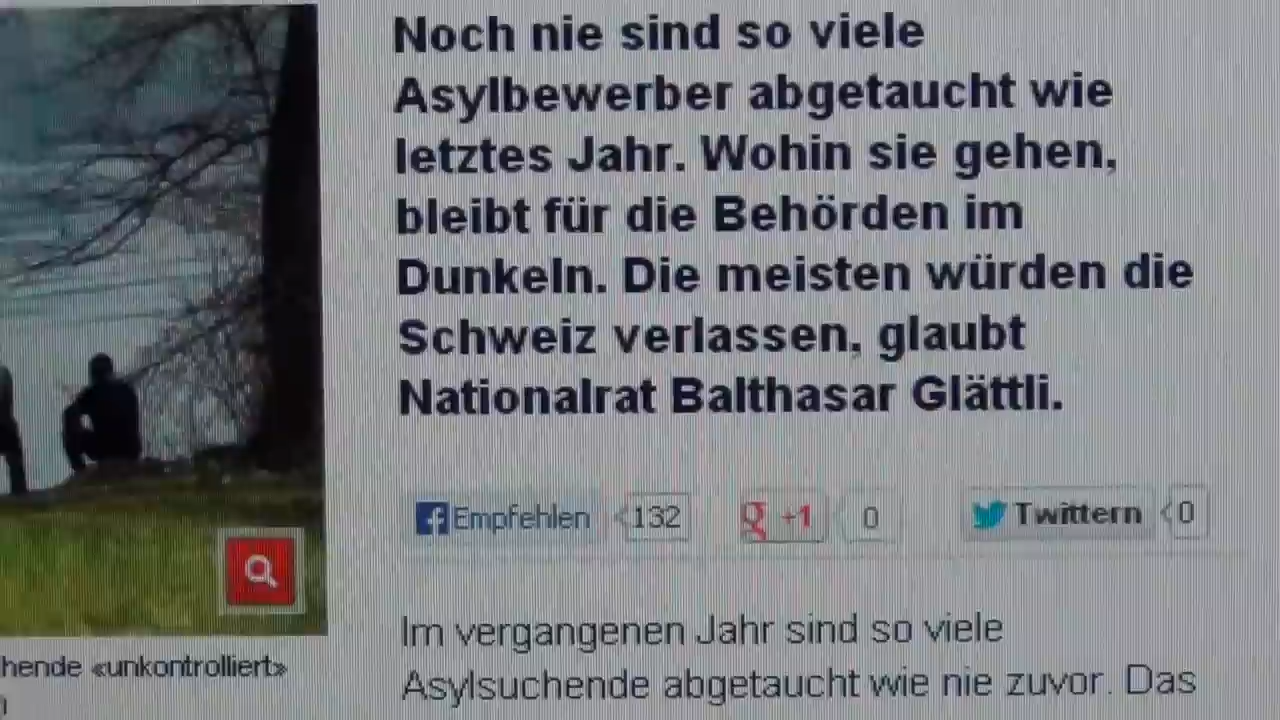 Noch nie sind so viele
Asylbewerber abgetaucht wie
letztes Jahr. Wohin sie gehen,
bleibt für die Behörden im
Dunkeln. Die meisten würden die
Schweiz verlassen, glaubt
Nationalrat Balthasar Glättli.
Empfehlen 132 +1 0 Twittern 0
Im vergangenen Jahr sind so viele
Asylsuchende abgetaucht wie nie zuvor. Das
hende «unkontrolliert»